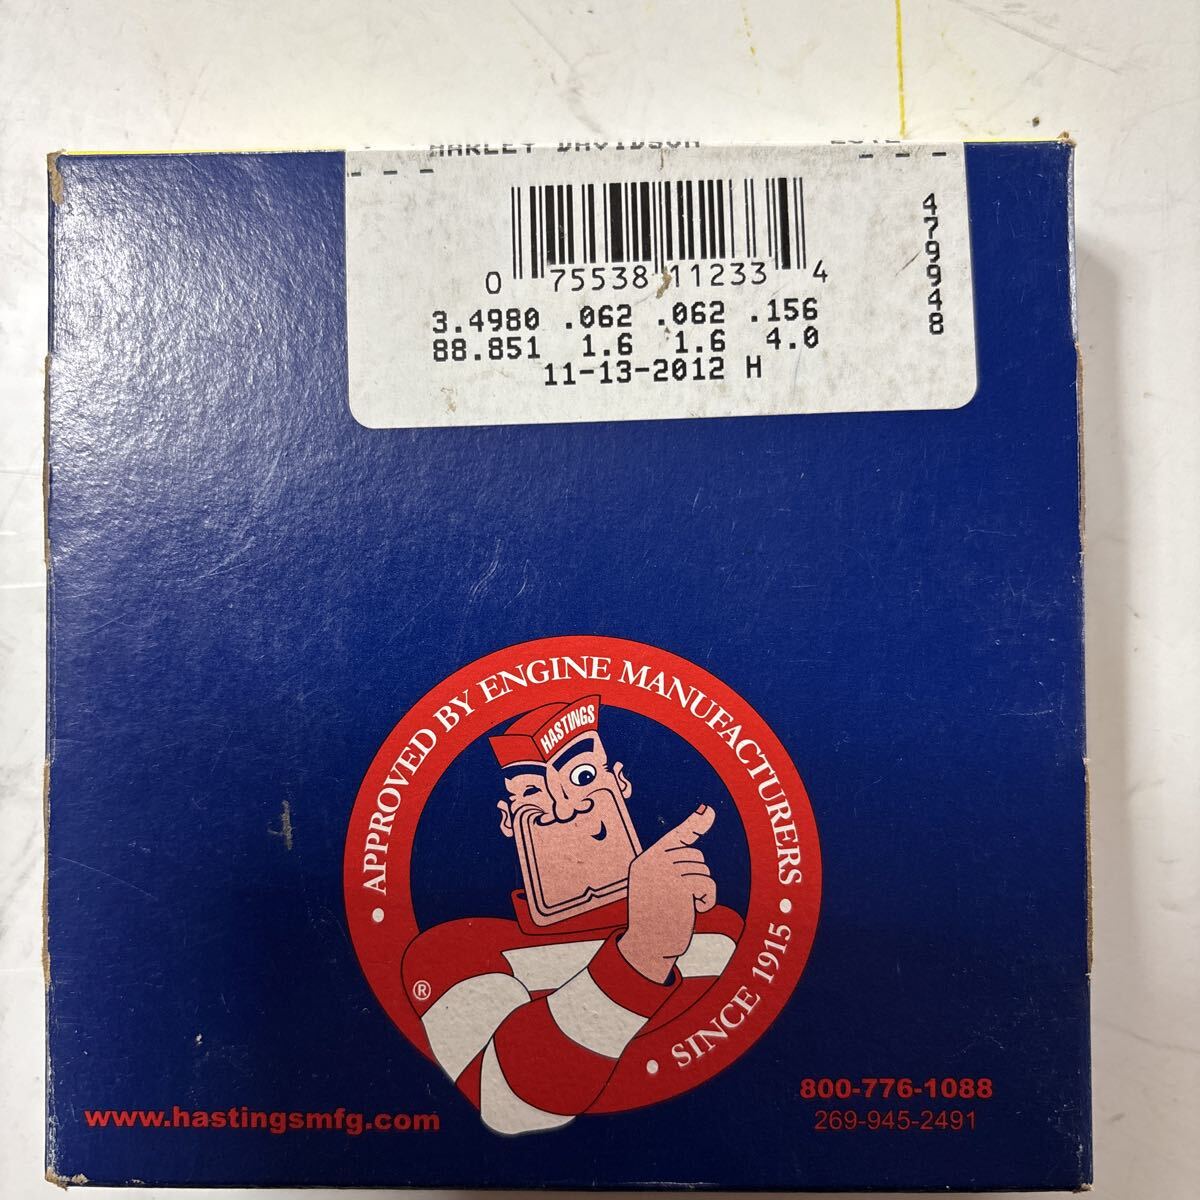 HARLEY DAVIDSON
0 75538 11233 4
3.4980 .062 .062 .156
88.851 1.6 1.6 4.0
11-13-2012 H
479948
• APPROVED BY ENGINE MANUFACTURERS •
HASTINGS
SINCE 1915 •
®
800-776-1088
www.hastingsmfg.com
269-945-2491